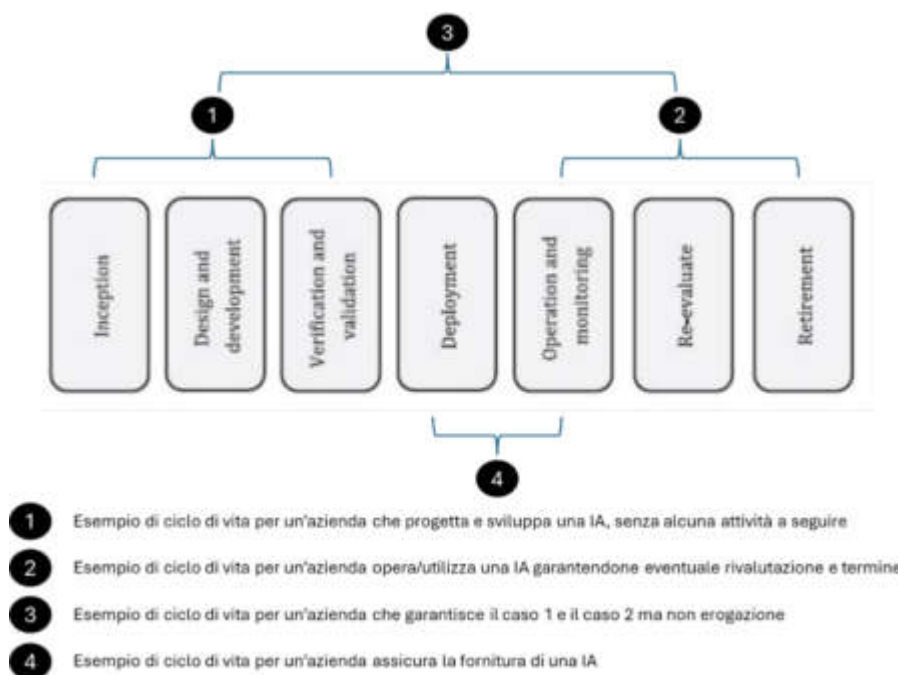 3
1
2
Inception
Design and
development
Verification and
validation
Deployment
Operation and
monitoring
Re-evaluate
Retirement
4
1 Esempio di ciclo di vita per un'azienda che progetta e sviluppa una IA, senza alcuna attività a seguire
2 Esempio di ciclo di vita per un'azienda opera/utilizza una IA garantendone eventuale rivalutazione e termine
3 Esempio di ciclo di vita per un'azienda che garantisce il caso 1 e il caso 2 ma non erogazione
4 Esempio di ciclo di vita per un'azienda assicura la fornitura di una IA